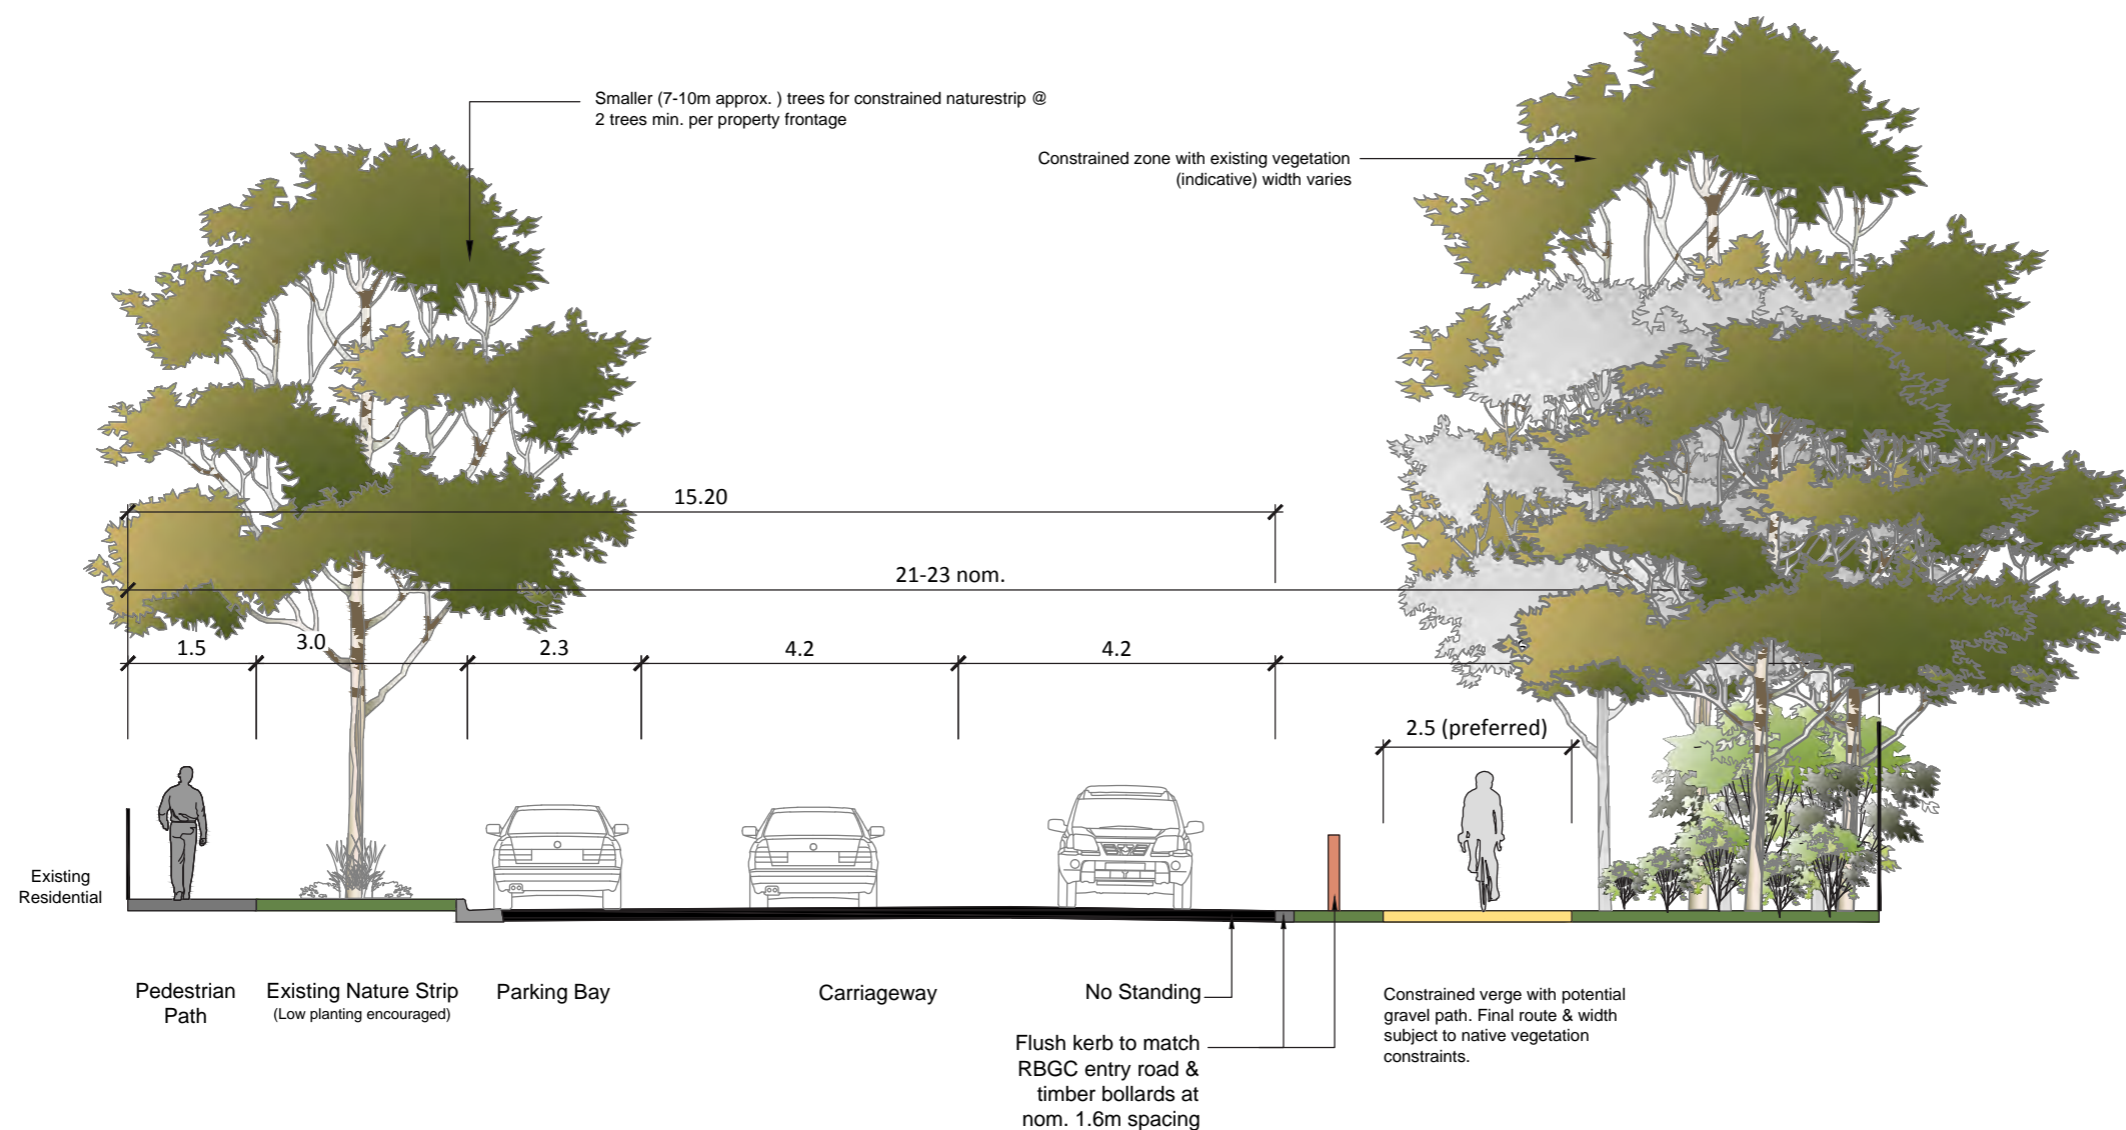 Smaller (7-10m approx. ) trees for constrained naturestrip @
2 trees min. per property frontage
Constrained zone with existing vegetation
(indicative) width varies
15.20
21-23 nom.
1.5
3.0
2.3
4.2
4.2
2.5 (preferred)
Existing
Residential
Pedestrian
Path
Existing Nature Strip
(Low planting encouraged)
Parking Bay
Carriageway
No Standing
Flush kerb to match
RBGC entry road &
timber bollards at
nom. 1.6m spacing
Constrained verge with potential
gravel path. Final route & width
subject to native vegetation
constraints.